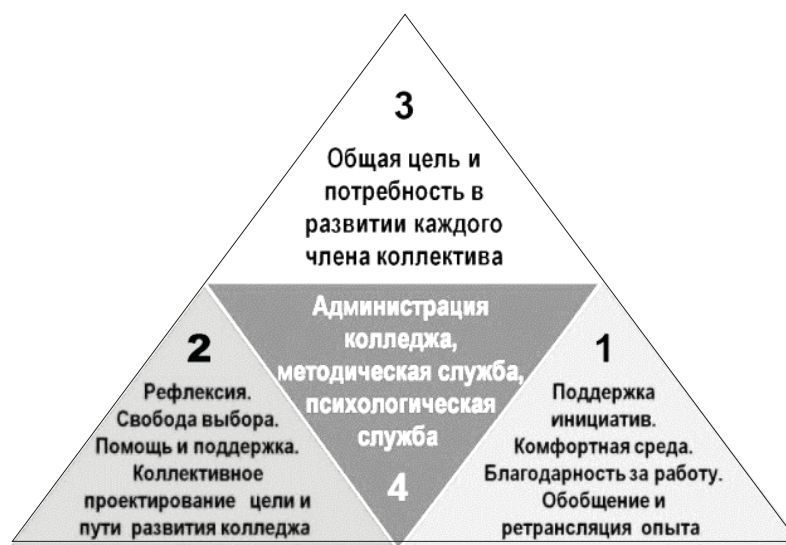 3
Общая цель и
потребность в
развитии каждого
члена коллектива
Администрация
колледжа,
методическая служба,
психологическая
служба
4
2
Рефлексия.
Свобода выбора.
Помощь и поддержка.
Коллективное
проектирование цели и
пути развития колледжа
1
Поддержка
инициатив.
Комфортная среда.
Благодарность за работу.
Обобщение и
ретрансляция опыта